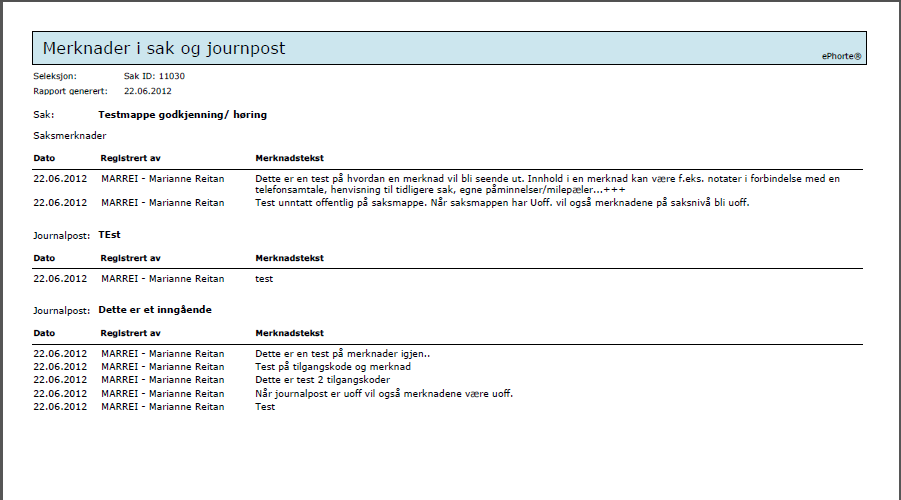 Merknader i sak og journpost
ePhorte®
Seleksjon: Sak ID: 11030
Rapport generert: 22.06.2012
Sak: Testmappe godkjenning/ høring
Saksmerknader
Dato Registrert av Merknadstekst
22.06.2012 MARREI - Marianne Reitan Dette er en test på hvordan en merknad vil bli seende ut. Innhold i en merknad kan være f.eks. notater i forbindelse med en
telefonsamtale, henvisning til tidligere sak, egne påminnelser/milepæler...+++
22.06.2012 MARREI - Marianne Reitan Test unntatt offentlig på saksmappe. Når saksmappen har Uoff. vil også merknadene på saksnivå bli uoff.
Journalpost: TEst
Dato Registrert av Merknadstekst
22.06.2012 MARREI - Marianne Reitan test
Journalpost: Dette er et inngående
Dato Registrert av Merknadstekst
22.06.2012 MARREI - Marianne Reitan Dette er en test på merknader igjen..
22.06.2012 MARREI - Marianne Reitan Test på tilgangskode og merknad
22.06.2012 MARREI - Marianne Reitan Dette er test 2 tilgangskoder
22.06.2012 MARREI - Marianne Reitan Når journalpost er uoff vil også merknadene være uoff.
22.06.2012 MARREI - Marianne Reitan Test